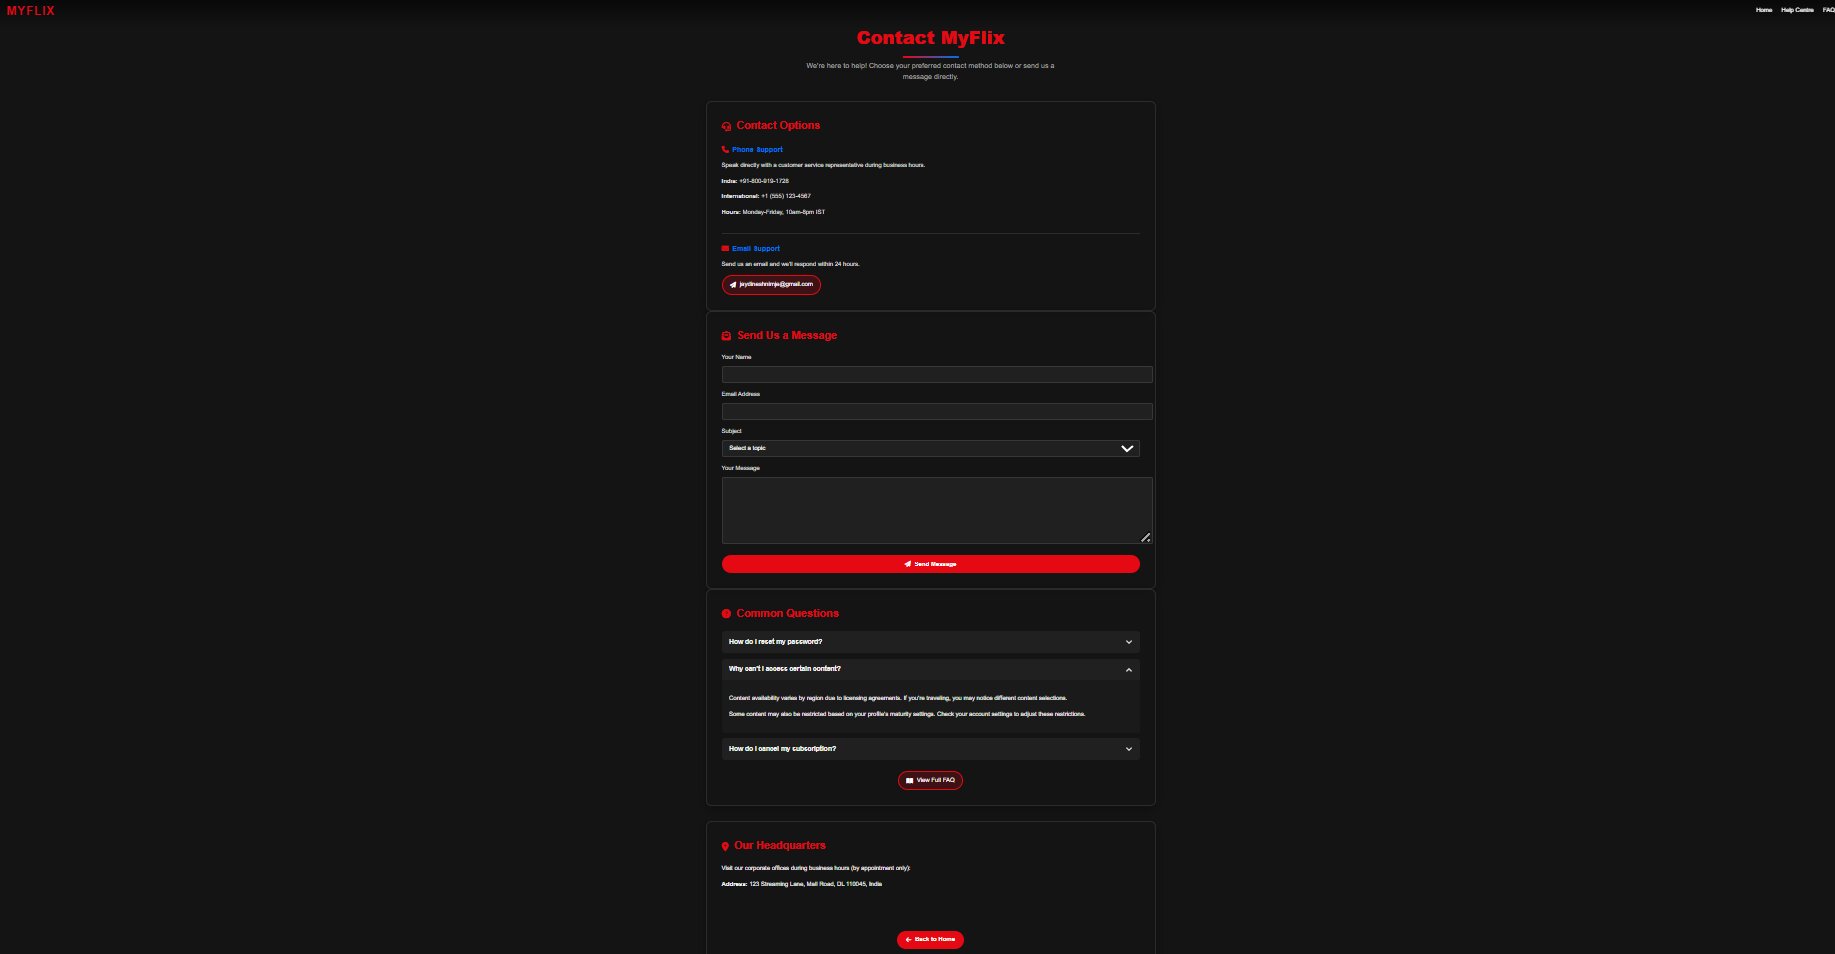 MYFLIX
Home Help Centre FAQ
Contact MyFlix
We're here to help! Choose your preferred contact method below or send us a
message directly.
Contact Options
Phone Support
Speak directly with a customer service representative during business hours.
India: +91-800-919-1728
International: +1 (555) 123-4567
Hours: Monday-Friday, 10am-8pm IST
Email Support
Send us an email and we'll respond within 24 hours.
jaydineshnimje@gmail.com
Send Us a Message
Your Name
Email Address
Subject
Select a topic
Your Message
Send Message
Common Questions
How do I reset my password?
Why can't I access certain content?
Content availability varies by region due to licensing agreements. If you're traveling, you may notice different content selections.
Some content may also be restricted based on your profile's maturity settings. Check your account settings to adjust these restrictions.
How do I cancel my subscription?
View Full FAQ
Our Headquarters
Visit our corporate offices during business hours (by appointment only):
Address: 123 Streaming Lane, Mall Road, DL 110045, India
Back to Home